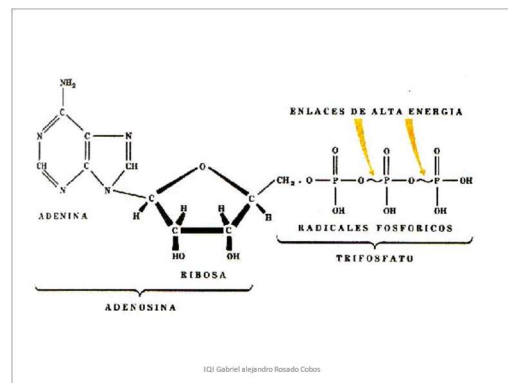 NH₂
C
N
C
N
CH
C
CH
N
N
ADENINA
O
H
H
H
H
HO
OH
RIBOSA
ADENOSINA
ENLACES DE ALTA ENERGIA
CH₂ . O — P — O ~ P — O ~ P — OH
O
O
O
OH
OH
OH
RADICALES FOSFORICOS
TRIFOSFATO
IQI Gabriel alejandro Rosado Cobos